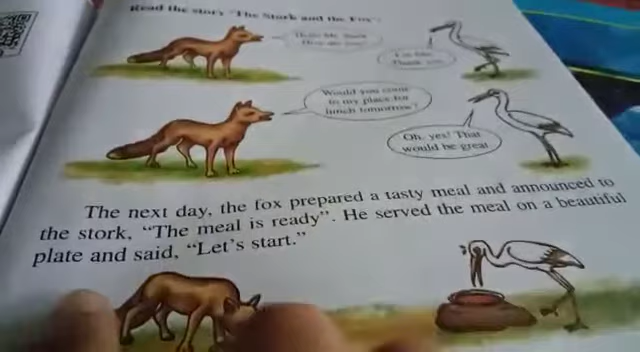 Read the story "The Stork and the Fox".
Would you come
to my place for
lunch tomorrow?
Oh, yes! That
would be great
The next day, the fox prepared a tasty meal and announced to
the stork, "The meal is ready". He served the meal on a beautiful
plate and said, "Let's start."